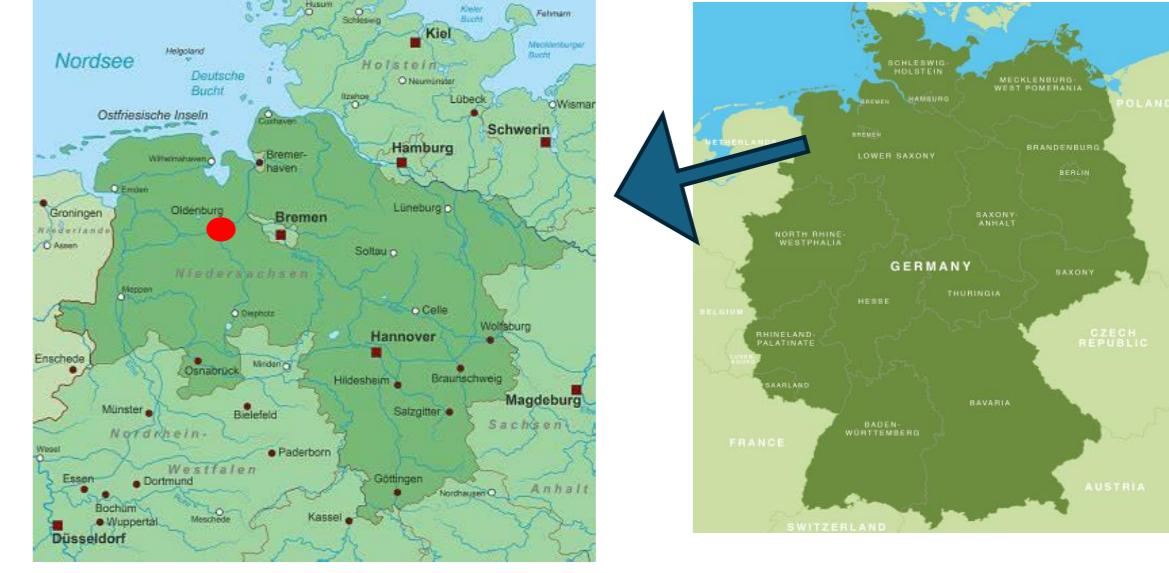 Husum
Schleswig
Kieler
Bucht
Fehmarn
Kiel
Nordsee
Helgoland
Deutsche
Bucht
Holstein
Mecklenburger
Bucht
Neumünster
Itzehoe
Lübeck
Wismar
Ostfriesische Inseln
Cuxhaven
Schwerin
Hamburg
Wilhelmshaven
Bremer-
haven
Emden
Groningen
Niederlande
Assen
Oldenburg
Bremen
Lüneburg
Soltau
Niedersachsen
Meppen
Diepholz
Celle
Hannover
Wolfsburg
Enschede
Osnabrück
Minden
Hildesheim
Braunschweig
Magdeburg
Münster
Bielefeld
Salzgitter
Sachsen-
Nordrhein-
Wesel
Paderborn
Westfalen
Essen
Dortmund
Göttingen
Nordhausen
Anhalt
Bochum
Ruhr
Wuppertal
Meschede
Kassel
Düsseldorf
SCHLESWIG-
HOLSTEIN
MECKLENBURG-
WEST POMERANIA
BREMEN
HAMBURG
POLAND
NETHERLANDS
BREMEN
LOWER SAXONY
BRANDENBURG
BERLIN
SAXONY-
ANHALT
NORTH RHINE-
WESTPHALIA
GERMANY
SAXONY
HESSE
THURINGIA
BELGIUM
RHINELAND-
PALATINATE
CZECH
REPUBLIC
LUXEM-
BOURG
SAARLAND
BAVARIA
BADEN-
WÜRTTEMBERG
FRANCE
AUSTRIA
SWITZERLAND